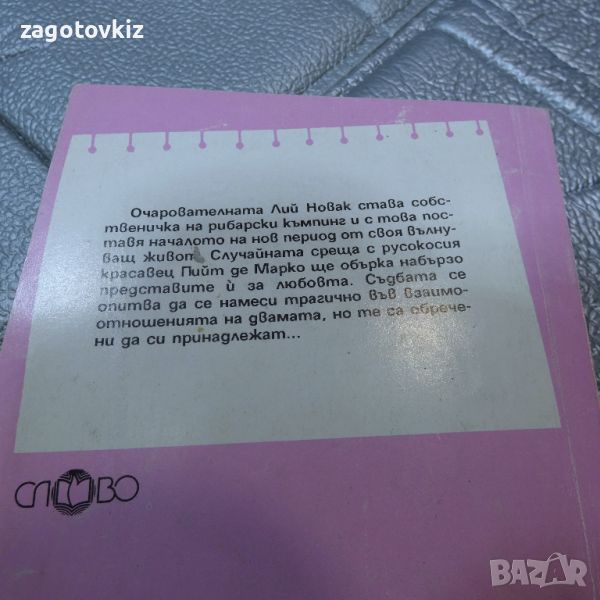 zagotovkiz
Очарователната Лий Новак става собс-
твеничка на рибарски къмпинг и с това пос-
тавя началото на нов период от своя вълну-
ващ живот. Случайната среща с русокосия
красавец Пийт де Марко ще обърка набързо
представите ѝ за любовта. Съдбата се
опитва да се намеси трагично във взаимо-
отношенията на двамата, но те са обрече-
ни да си принадлежат...
СЛОВО
BAZAR